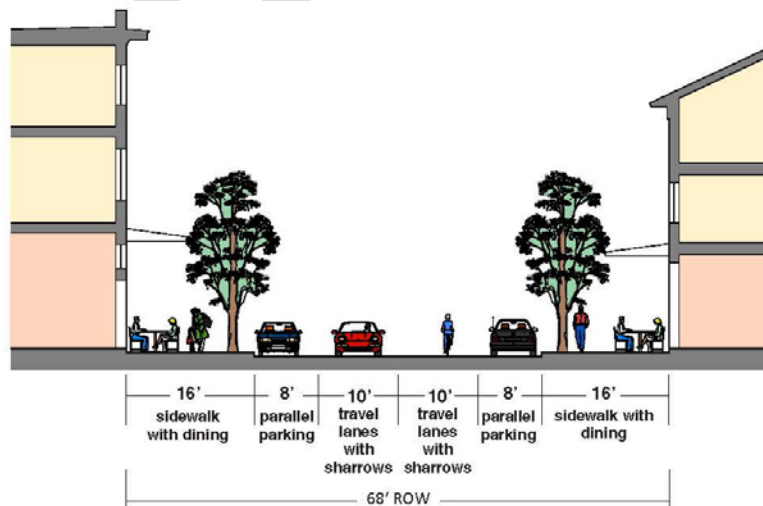 16’ 8’ 10’ 10’ 8’ 16’
sidewalk
with dining
parallel
parking
travel
lanes
with
sharrows
travel
lanes
with
sharrows
parallel
parking
sidewalk with
dining
68’ ROW